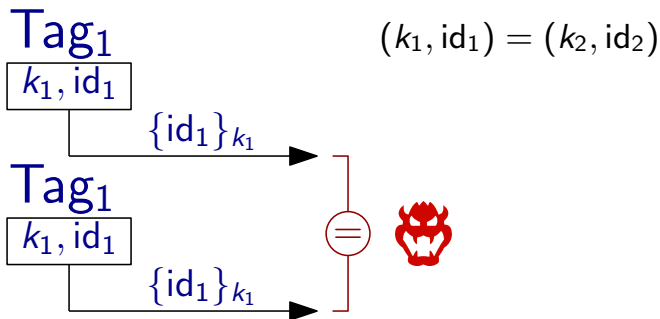 Tag₁
(k₁, id₁) = (k₂, id₂)
k₁, id₁
{id₁}ₖ₁
Tag₁
k₁, id₁
=
{id₁}ₖ₁